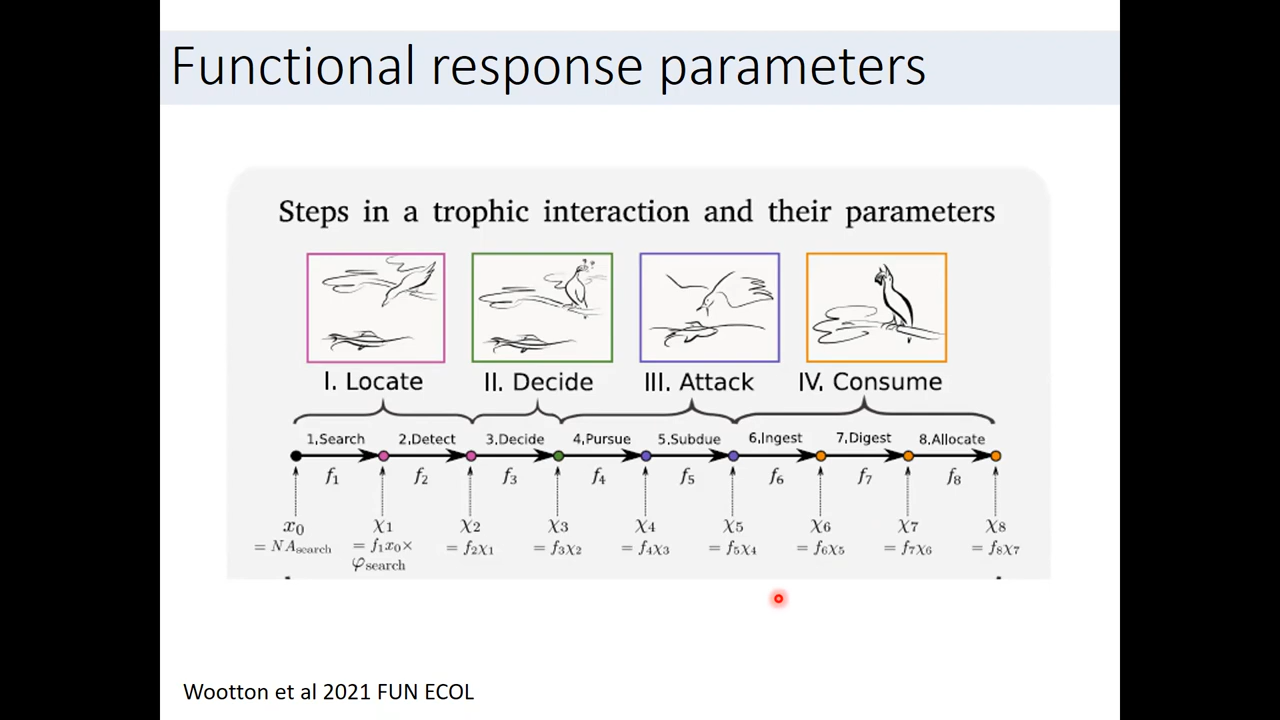 Functional response parameters
Steps in a trophic interaction and their parameters
I. Locate II. Decide III. Attack IV. Consume
1,Search 2,Detect 3,Decide 4,Pursue 5.Subdue 6,Ingest 7,Digest 8,Allocate
f₁ f₂ f₃ f₄ f₅ f₆ f₇ f₈
x₀ χ₁ χ₂ χ₃ χ₄ χ₅ χ₆ χ₇ χ₈
= NA_search = f₁x₀× = f₂χ₁ = f₃χ₂ = f₄χ₃ = f₅χ₄ = f₆χ₅ = f₇χ₆ = f₈χ₇
φ_search
Wootton et al 2021 FUN ECOL